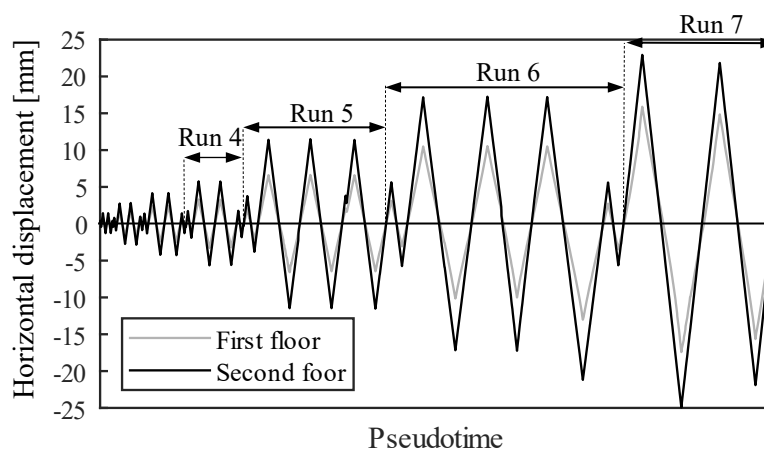 Run 7
Run 6
Run 5
Run 4
Horizontal displacement [mm]
25
20
15
10
5
0
-5
-10
-15
-20
-25
First floor
Second foor
Pseudotime